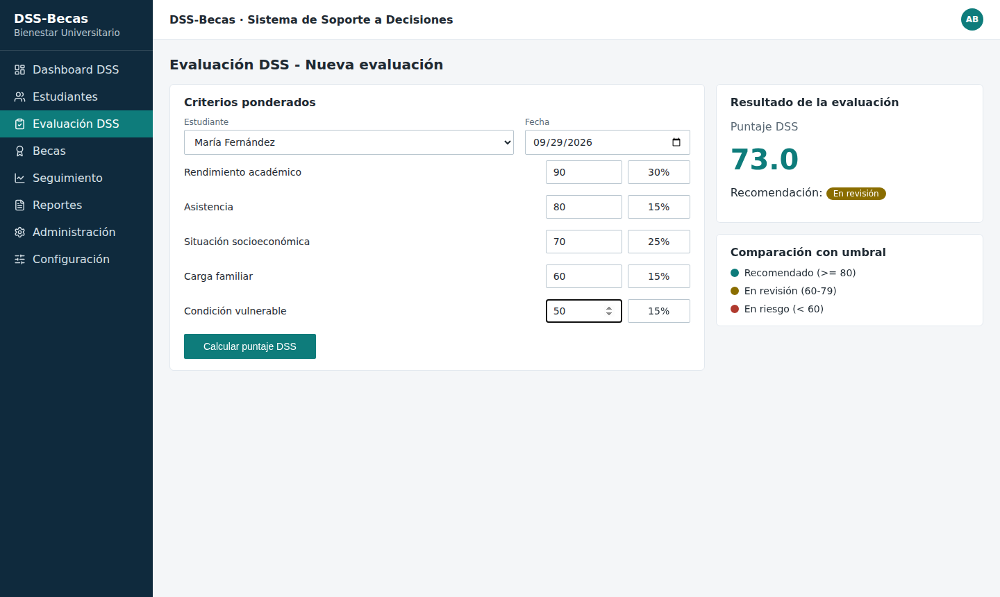 DSS-Becas
Bienestar Universitario
Dashboard DSS
Estudiantes
Evaluación DSS
Becas
Seguimiento
Reportes
Administración
Configuración
DSS-Becas · Sistema de Soporte a Decisiones
AB
Evaluación DSS - Nueva evaluación
Criterios ponderados
Estudiante
Fecha
María Fernández
09/29/2026
Rendimiento académico 90 30%
Asistencia 80 15%
Situación socioeconómica 70 25%
Carga familiar 60 15%
Condición vulnerable 50 15%
Calcular puntaje DSS
Resultado de la evaluación
Puntaje DSS
73.0
Recomendación: En revisión
Comparación con umbral
Recomendado (>= 80)
En revisión (60-79)
En riesgo (< 60)